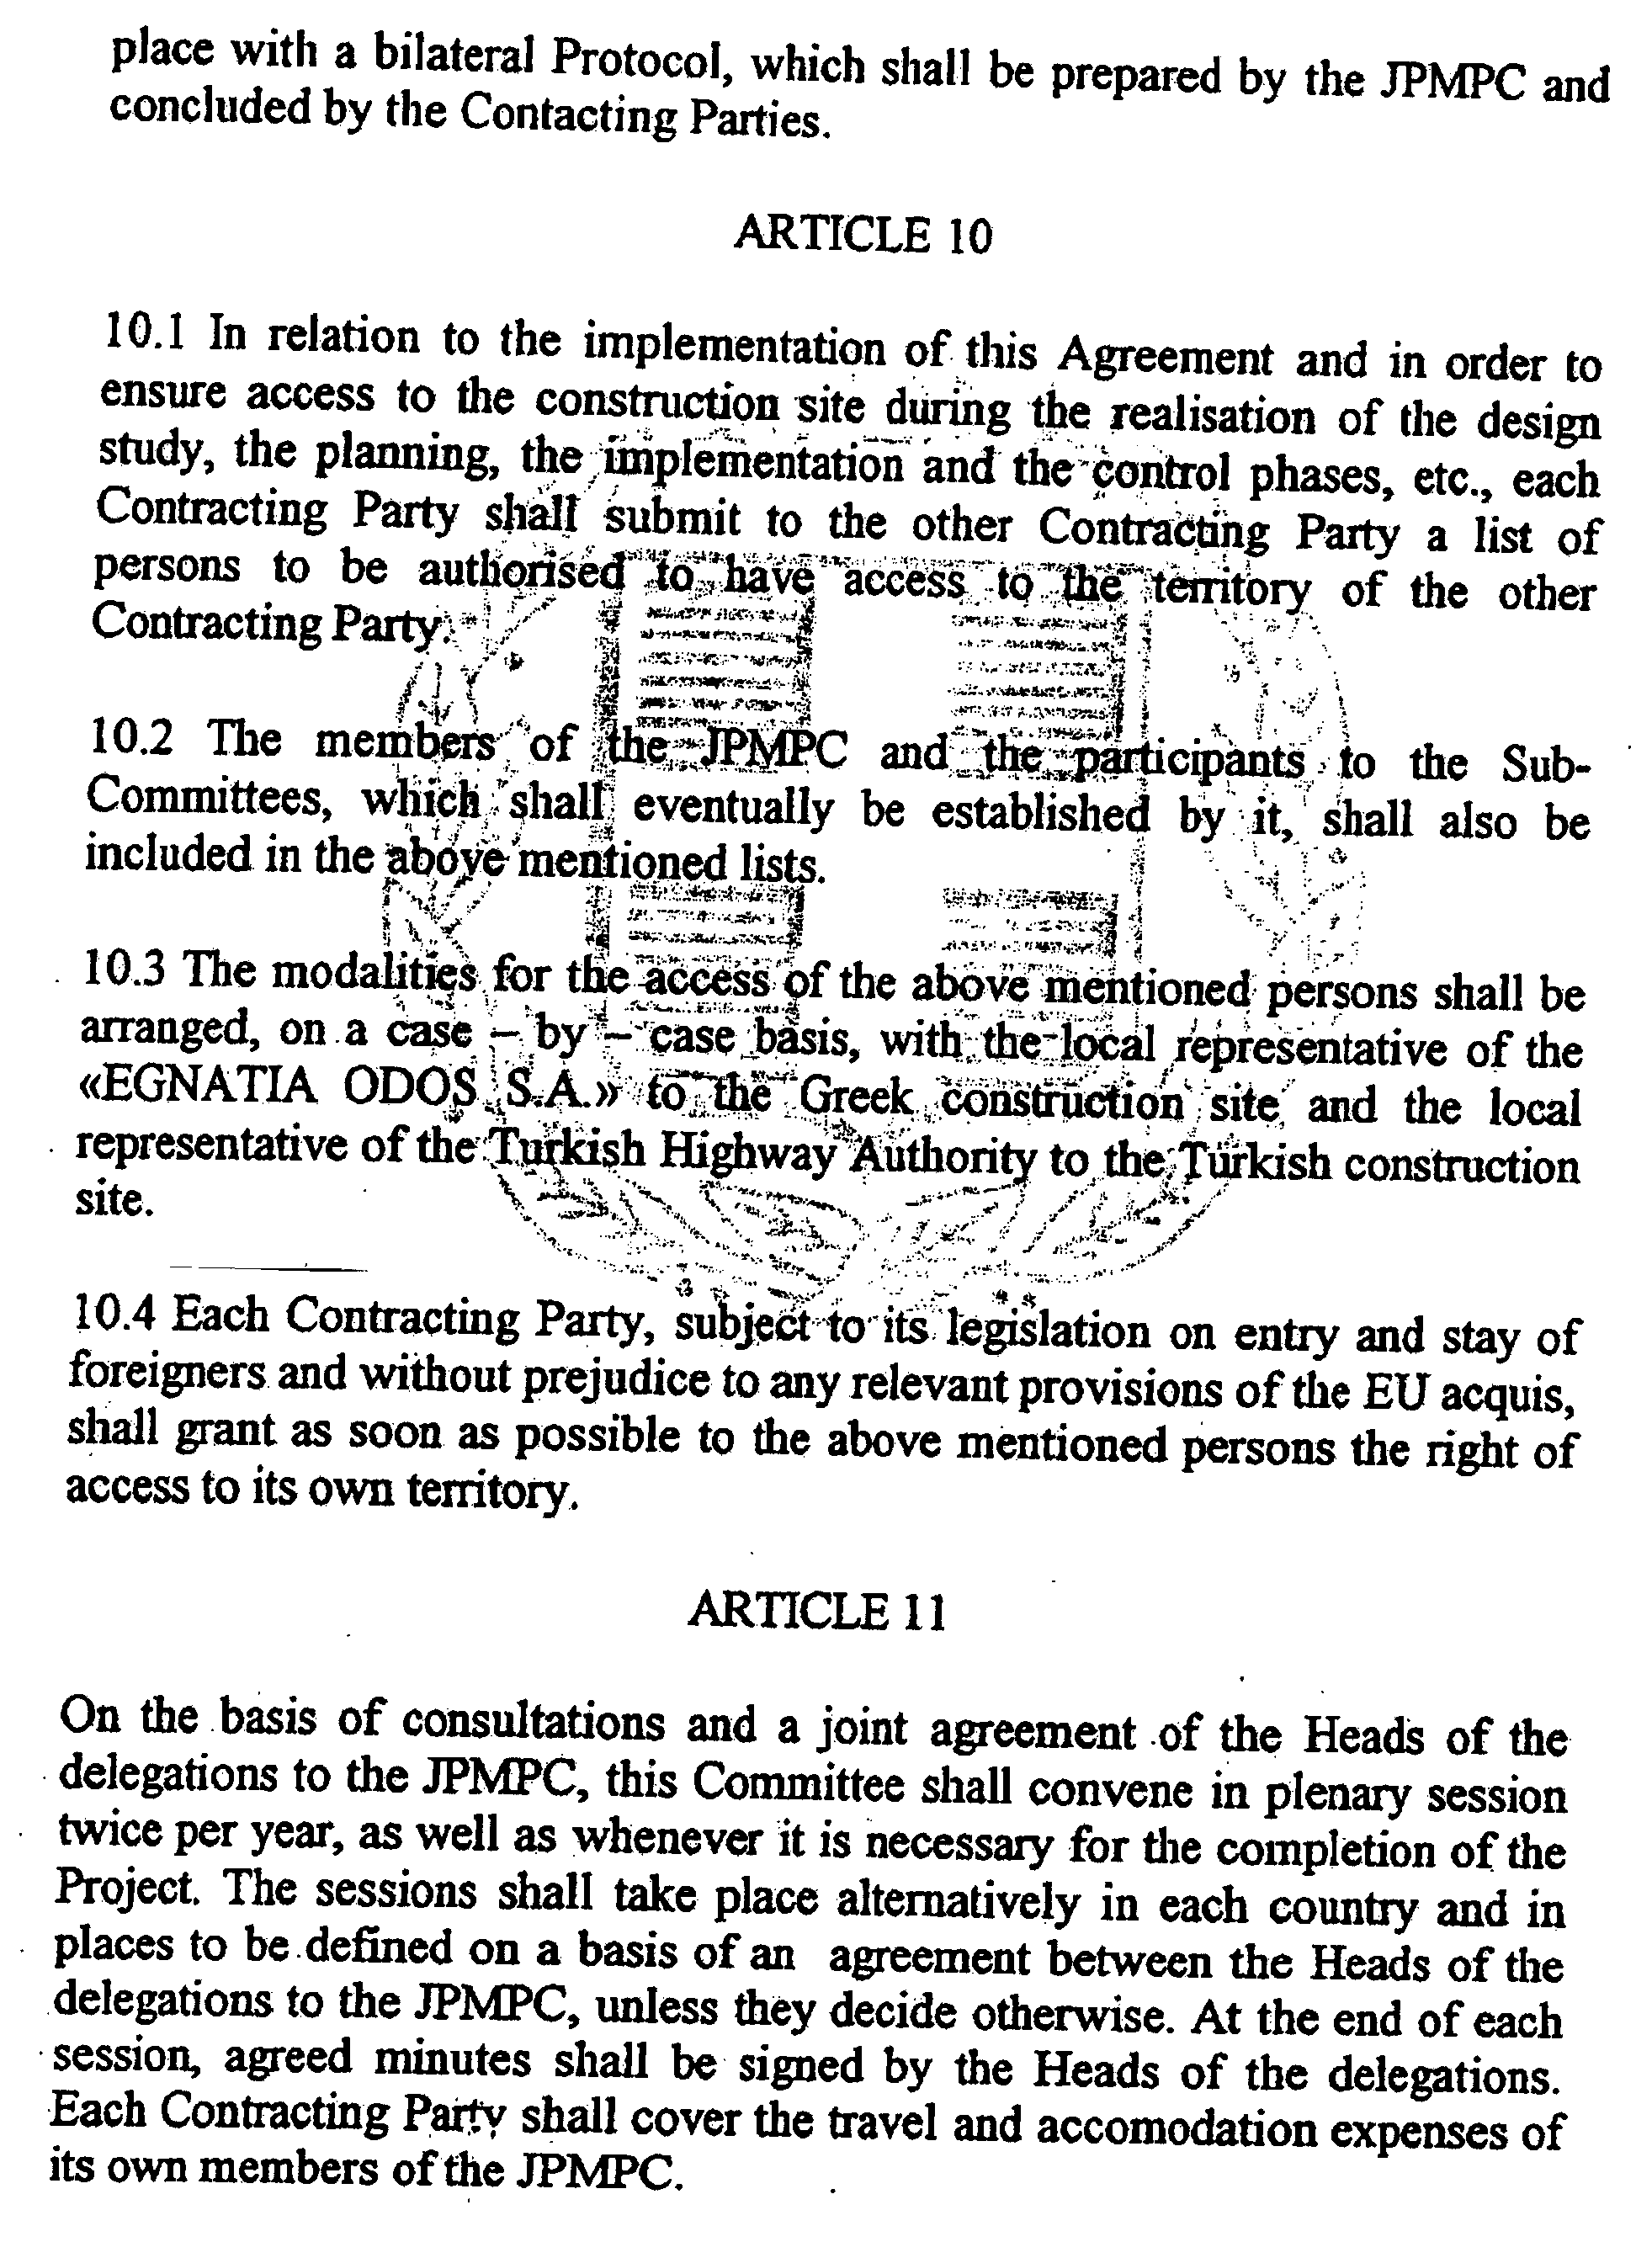 place with a bilateral Protocol, which shall be prepared by the JPMPC and
concluded by the Contacting Parties.
ARTICLE 10
10.1 In relation to the implementation of this Agreement and in order to
ensure access to the construction site during the realisation of the design
study, the planning, the implementation and the control phases, etc., each
Contracting Party shall submit to the other Contracting Party a list of
persons to be authorised to have access to the territory of the other
Contracting Party.
10.2 The members of the JPMPC and the participants to the Sub-
Committees, which shall eventually be established by it, shall also be
included in the above mentioned lists.
10.3 The modalities for the access of the above mentioned persons shall be
arranged, on a case – by – case basis, with the local representative of the
«EGNATIA ODOS S.A.» to the Greek construction site and the local
representative of the Turkish Highway Authority to the Turkish construction
site.
10.4 Each Contracting Party, subject to its legislation on entry and stay of
foreigners and without prejudice to any relevant provisions of the EU acquis,
shall grant as soon as possible to the above mentioned persons the right of
access to its own territory.
ARTICLE 11
On the basis of consultations and a joint agreement of the Heads of the
delegations to the JPMPC, this Committee shall convene in plenary session
twice per year, as well as whenever it is necessary for the completion of the
Project. The sessions shall take place alternatively in each country and in
places to be defined on a basis of an agreement between the Heads of the
delegations to the JPMPC, unless they decide otherwise. At the end of each
session, agreed minutes shall be signed by the Heads of the delegations.
Each Contracting Party shall cover the travel and accomodation expenses of
its own members of the JPMPC.